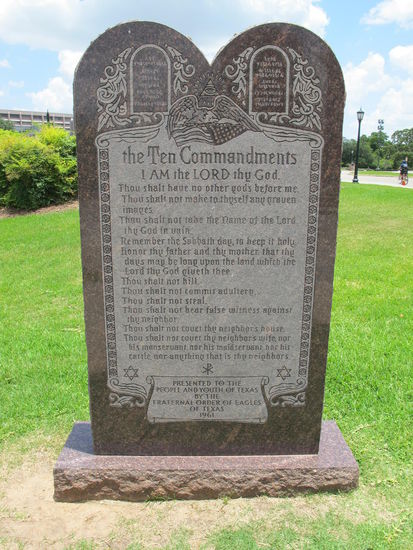 the Ten Commandments
I AM the LORD thy God.
Thou shalt have no other gods before me.
Thou shalt not make to thyself any graven
images.
Thou shalt not take the Name of the Lord
thy God in vain.
Remember the Sabbath day, to keep it holy.
Honor thy father and thy mother, that thy
days may be long upon the land which the
Lord thy God giveth thee.
Thou shalt not kill.
Thou shalt not commit adultery.
Thou shalt not steal.
Thou shalt not bear false witness against
thy neighbor.
Thou shalt not covet thy neighbor's house.
Thou shalt not covet thy neighbor's wife, nor
his manservant, nor his maidservant, nor his
cattle, nor anything that is thy neighbor's.
PRESENTED TO THE
PEOPLE AND YOUTH OF TEXAS
BY THE
FRATERNAL ORDER OF EAGLES
OF TEXAS
1961